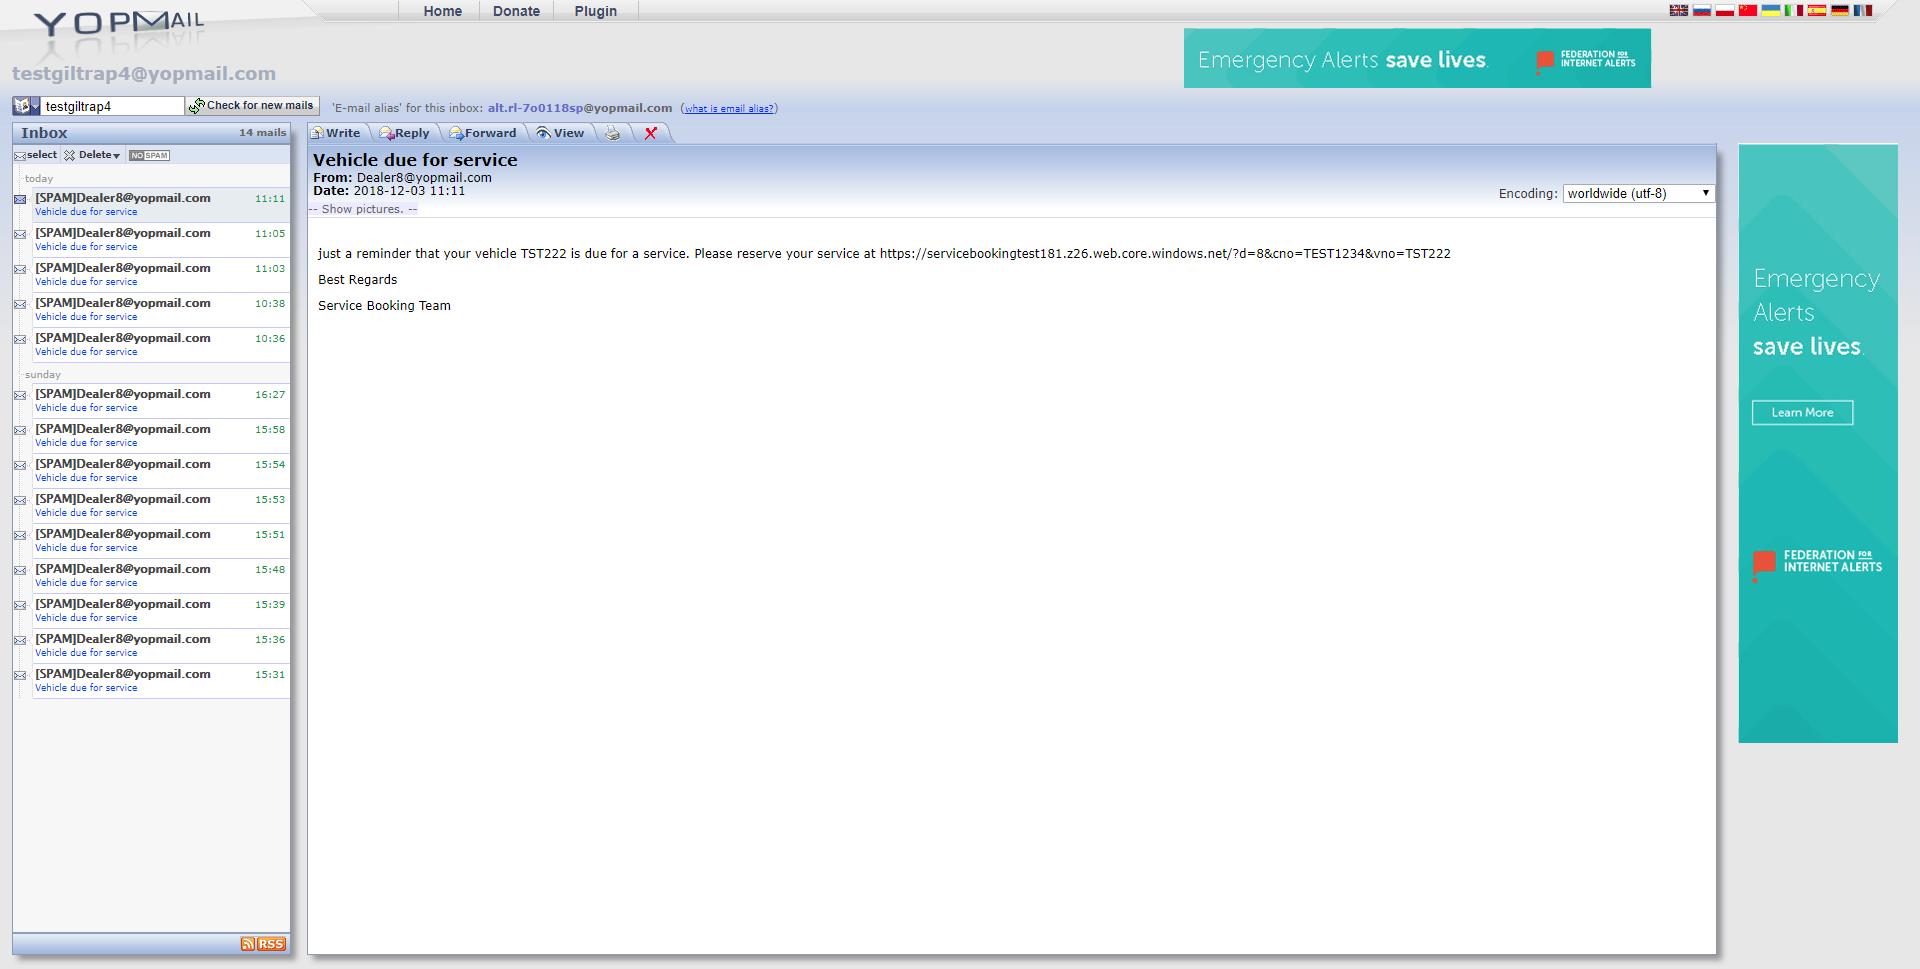 YOPMAIL
Home Donate Plugin
Emergency Alerts save lives.
FEDERATION FOR
INTERNET ALERTS
testgiltrap4@yopmail.com
testgiltrap4 Check for new mails 'E-mail alias' for this inbox: alt.rl-7o0118sp@yopmail.com (what is email alias?)
Inbox 14 mails
select Delete NO SPAM
today
[SPAM]Dealer8@yopmail.com 11:11
Vehicle due for service
[SPAM]Dealer8@yopmail.com 11:05
Vehicle due for service
[SPAM]Dealer8@yopmail.com 11:03
Vehicle due for service
[SPAM]Dealer8@yopmail.com 10:38
Vehicle due for service
[SPAM]Dealer8@yopmail.com 10:36
Vehicle due for service
sunday
[SPAM]Dealer8@yopmail.com 16:27
Vehicle due for service
[SPAM]Dealer8@yopmail.com 15:58
Vehicle due for service
[SPAM]Dealer8@yopmail.com 15:54
Vehicle due for service
[SPAM]Dealer8@yopmail.com 15:53
Vehicle due for service
[SPAM]Dealer8@yopmail.com 15:51
Vehicle due for service
[SPAM]Dealer8@yopmail.com 15:48
Vehicle due for service
[SPAM]Dealer8@yopmail.com 15:39
Vehicle due for service
[SPAM]Dealer8@yopmail.com 15:36
Vehicle due for service
[SPAM]Dealer8@yopmail.com 15:31
Vehicle due for service
RSS
Write Reply Forward View
Vehicle due for service
From: Dealer8@yopmail.com
Date: 2018-12-03 11:11
Encoding: worldwide (utf-8)
-- Show pictures. --
just a reminder that your vehicle TST222 is due for a service. Please reserve your service at https://servicebookingtest181.z26.web.core.windows.net/?d=8&cno=TEST1234&vno=TST222
Best Regards
Service Booking Team
Emergency
Alerts
save lives.
Learn More
FEDERATION FOR
INTERNET ALERTS